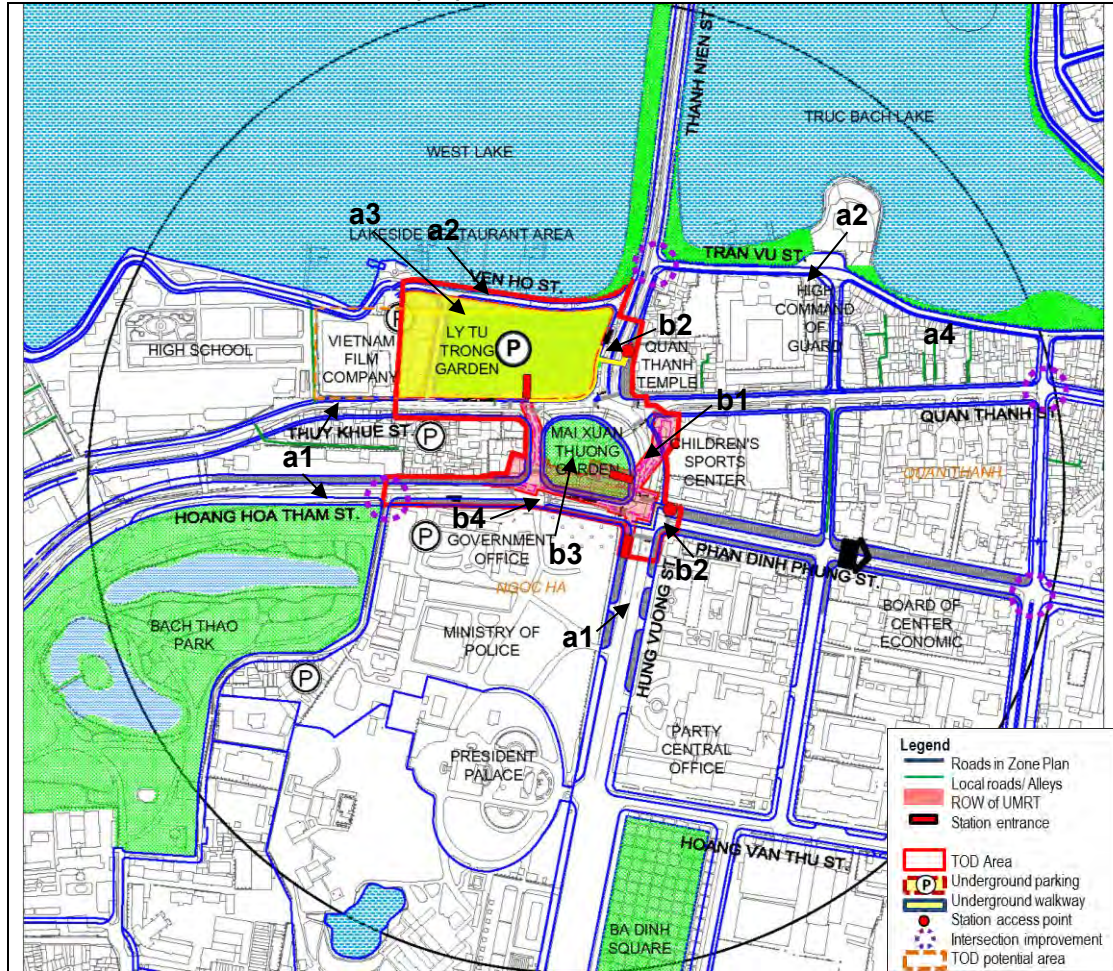 THANH NIEN ST.
TRUC BACH LAKE
WEST LAKE
a3
a2
a2
LAKESIDE RESTAURANT AREA
TRAN VU ST.
VEN HO ST.
HIGH
COMMAND
OF
GUARD
b2
a4
P
LY TU
TRONG
GARDEN
P
HIGH SCHOOL
VIETNAM
FILM
COMPANY
QUAN
THANH
TEMPLE
b1
QUAN THANH ST.
THUY KHUE ST
P
MAI XUAN
THUONG
GARDEN
CHILDREN'S
SPORTS
CENTER
QUAN THANH
a1
HOANG HOA THAM ST.
b4
P
GOVERNMENT
OFFICE
b3
b2
PHAN DINH PHUNG ST.
NGOC HA
a1
HUNG VUONG ST.
BOARD OF
CENTER
ECONOMIC
BACH THAO
PARK
MINISTRY OF
POLICE
P
PRESIDENT
PALACE
PARTY
CENTRAL
OFFICE
HOANG VAN THU ST.
BA DINH
SQUARE
Legend
Roads in Zone Plan
Local roads/ Alleys
ROW of UMRT
Station entrance
TOD Area
P
Underground parking
Underground walkway
Station access point
Intersection improvement
TOD potential area